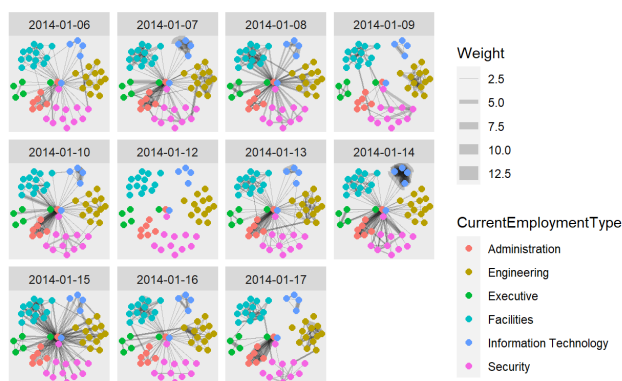 2014-01-06
2014-01-07
2014-01-08
2014-01-09
2014-01-10
2014-01-12
2014-01-13
2014-01-14
2014-01-15
2014-01-16
2014-01-17
Weight
2.5
5.0
7.5
10.0
12.5
CurrentEmploymentType
Administration
Engineering
Executive
Facilities
Information Technology
Security